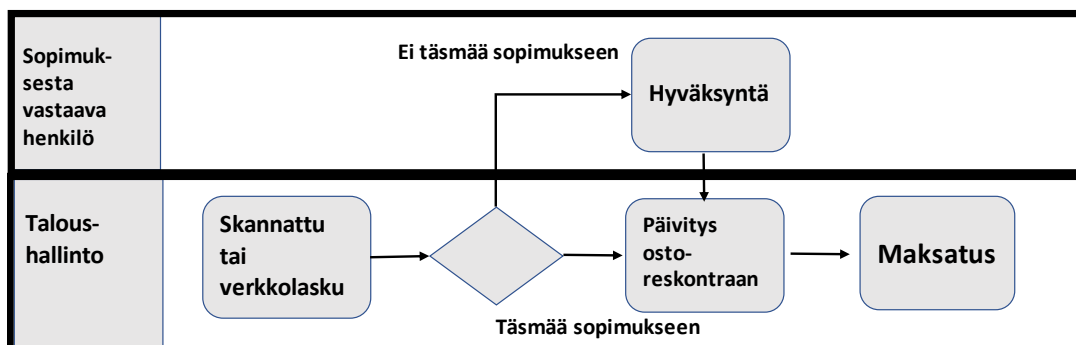 Sopimuk-
sesta
vastaava
henkilö
Ei täsmää sopimukseen
Hyväksyntä
Talous-
hallinto
Skannattu
tai
verkkolasku
Täsmää sopimukseen
Päivitys
osto-
reskontraan
Maksatus